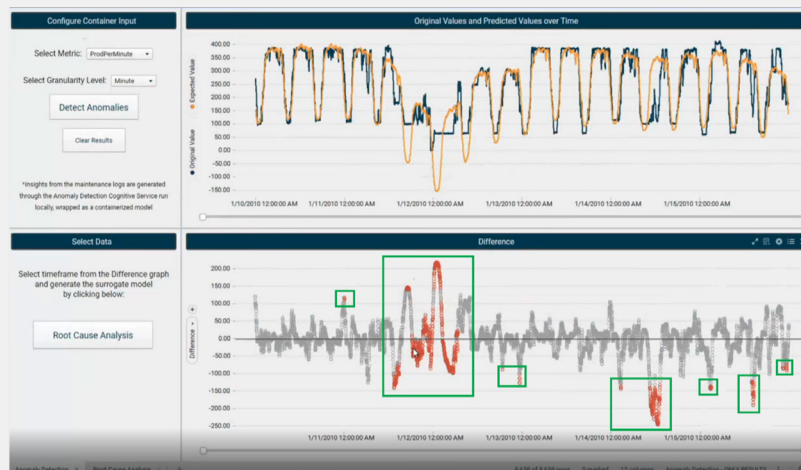 Configure Container Input
Select Metric: ProdPerMinute
Select Granularity Level: Minute
Detect Anomalies
Clear Results
*Insights from the maintenance logs are generated
through the Anomaly Detection Cognitive Service run
locally, wrapped as a containerized model
Original Values and Predicted Values over Time
Original Value Expected Value
400.00
350.00
300.00
250.00
200.00
150.00
100.00
50.00
0.00
-50.00
-100.00
-150.00
1/10/2010 12:00:00 AM 1/11/2010 12:00:00 AM 1/12/2010 12:00:00 AM 1/13/2010 12:00:00 AM 1/14/2010 12:00:00 AM 1/15/2010 12:00:00 AM
Select Data
Select timeframe from the Difference graph
and generate the surrogate model
by clicking below:
Root Cause Analysis
Difference
Difference
200.00
150.00
100.00
50.00
0.00
-50.00
-100.00
-150.00
-200.00
-250.00
1/11/2010 12:00:00 AM 1/12/2010 12:00:00 AM 1/13/2010 12:00:00 AM 1/14/2010 12:00:00 AM 1/15/2010 12:00:00 AM
Anomaly Detection Root Cause Analysis